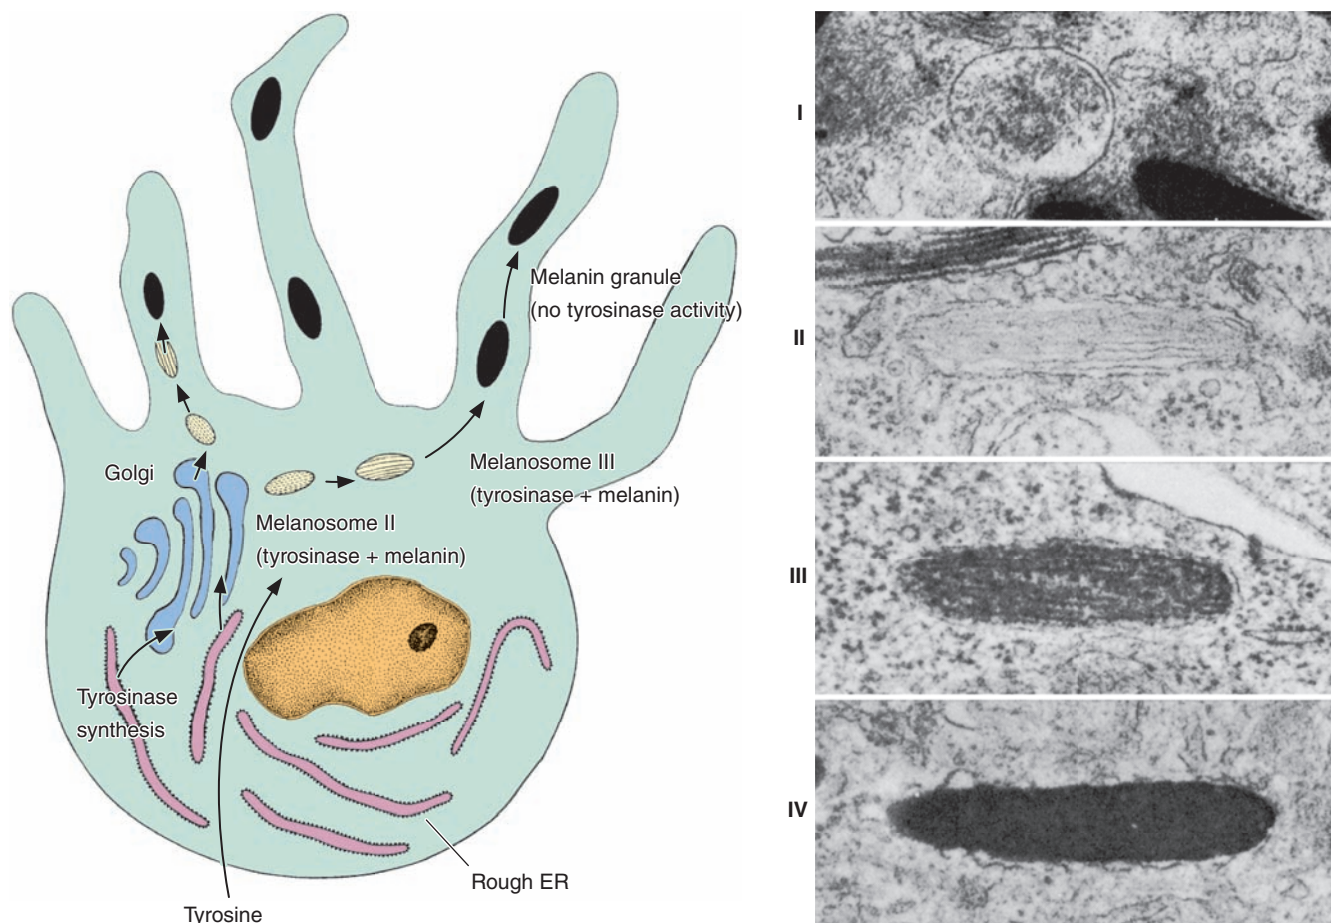 Melanin granule
(no tyrosinase activity)
Golgi
Melanosome III
(tyrosinase + melanin)
Melanosome II
(tyrosinase + melanin)
Tyrosinase
synthesis
Rough ER
Tyrosine
I
II
III
IV